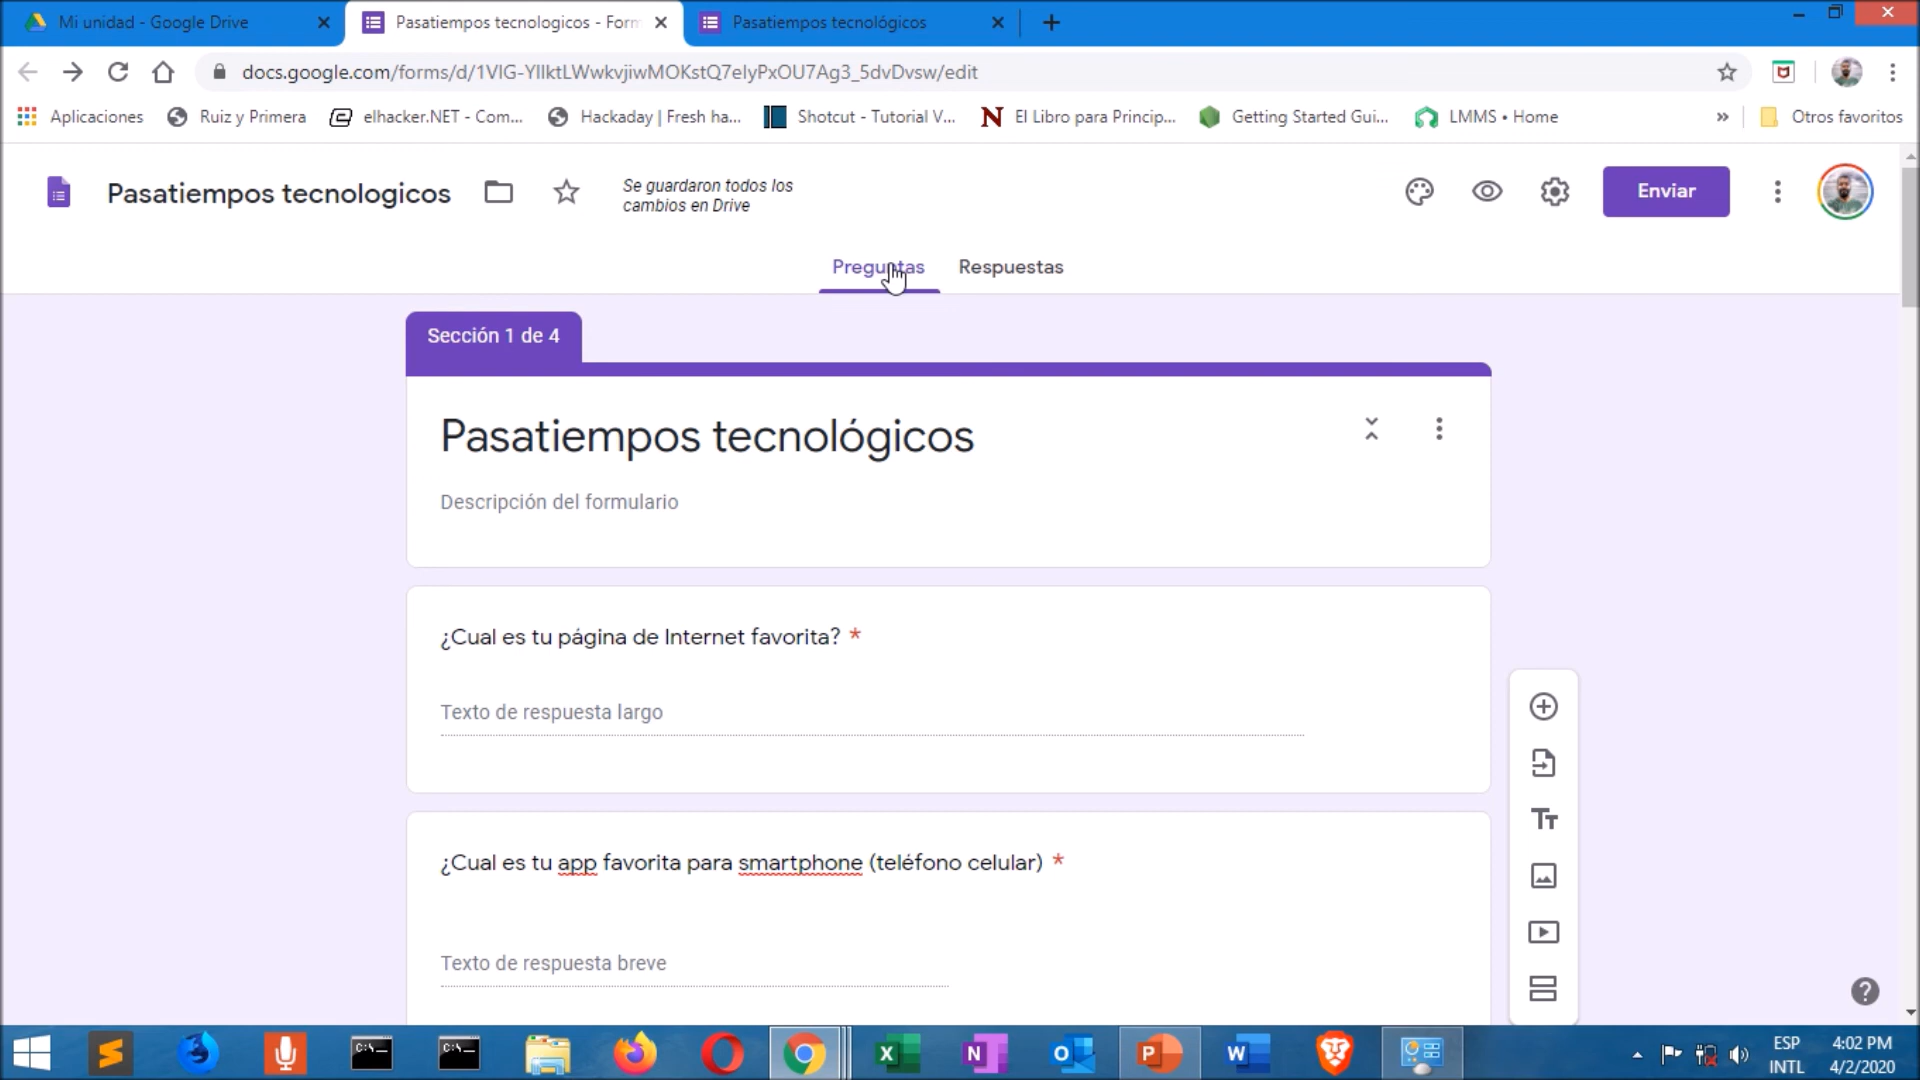 Mi unidad - Google Drive
Pasatiempos tecnologicos - Form
Pasatiempos tecnológicos
docs.google.com/forms/d/1VIG-YIIktLWwkvjiwMOKstQ7eIyPxOU7Ag3_5dvDvsw/edit
Aplicaciones
Ruiz y Primera
elhacker.NET - Com...
Hackaday | Fresh ha...
Shotcut - Tutorial V...
El Libro para Princip...
Getting Started Gui...
LMMS • Home
»
Otros favoritos
Pasatiempos tecnologicos
Se guardaron todos los
cambios en Drive
Enviar
Preguntas
Respuestas
Sección 1 de 4
Pasatiempos tecnológicos
Descripción del formulario
¿Cual es tu página de Internet favorita? *
Texto de respuesta largo
¿Cual es tu app favorita para smartphone (teléfono celular) *
Texto de respuesta breve
ESP
INTL
4:02 PM
4/2/2020